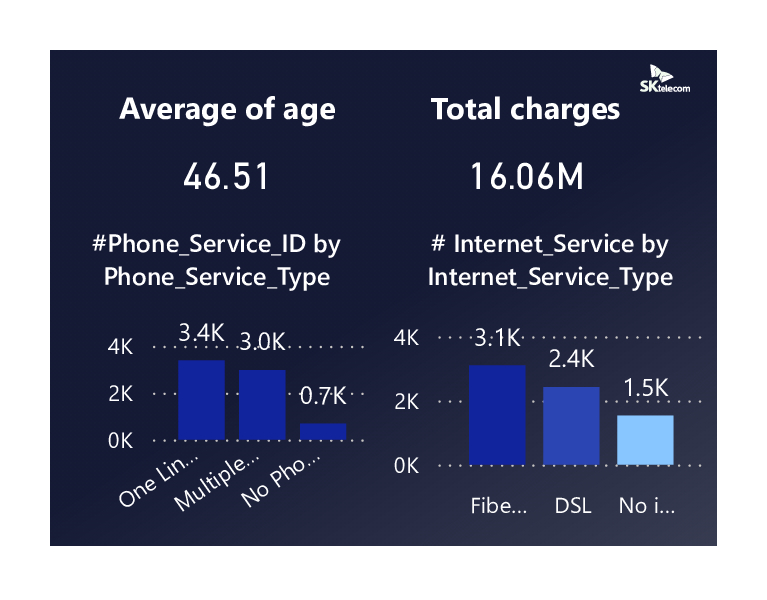 SK telecom
Average of age
Total charges
46.51
16.06M
#Phone_Service_ID by
Phone_Service_Type
4K
2K
0K
3.4K
3.0K
0.7K
One Lin...
Multiple...
No Pho...
# Internet_Service by
Internet_Service_Type
4K
2K
0K
3.1K
2.4K
1.5K
Fibe...
DSL
No i...